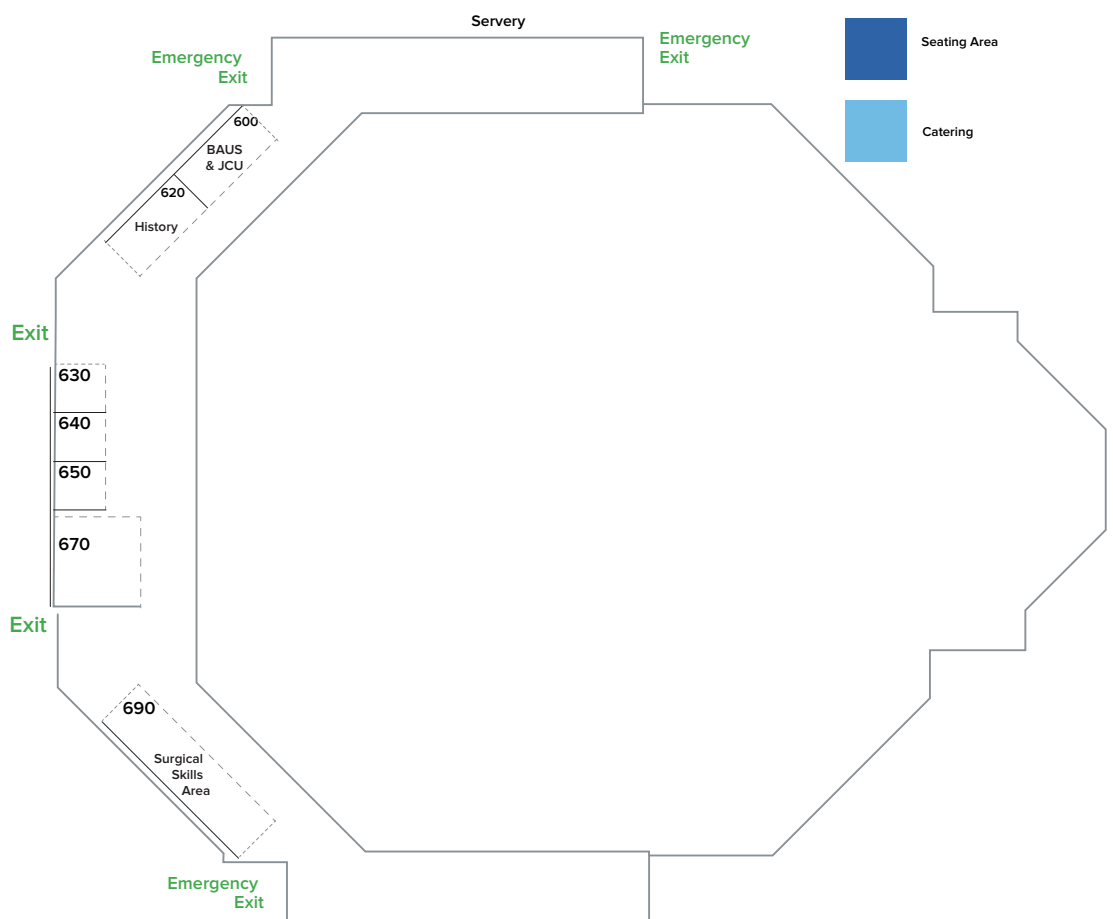 Servery
Emergency
Exit
Emergency
Exit
Seating Area
Catering
600
BAUS
& JCU
620
History
Exit
630
640
650
670
Exit
690
Surgical
Skills
Area
Emergency
Exit